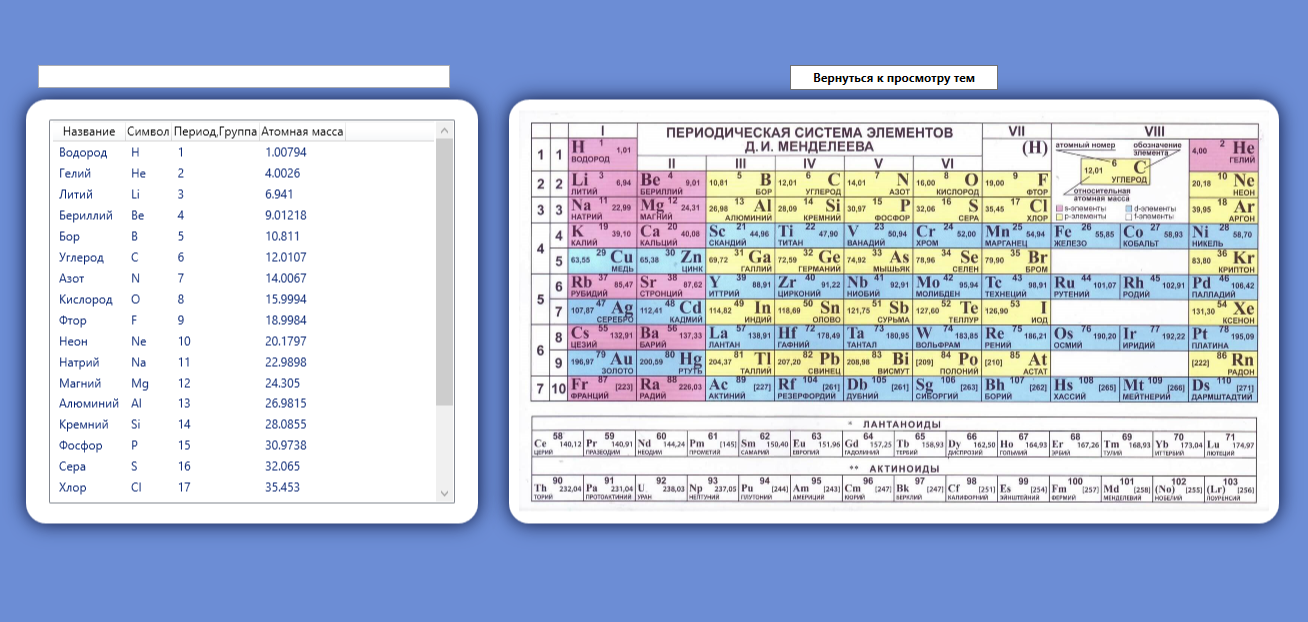 Вернуться к просмотру тем
Название Символ Период,Группа Атомная масса
Водород H 1 1.00794
Гелий He 2 4.0026
Литий Li 3 6.941
Бериллий Be 4 9.01218
Бор B 5 10.811
Углерод C 6 12.0107
Азот N 7 14.0067
Кислород O 8 15.9994
Фтор F 9 18.9984
Неон Ne 10 20.1797
Натрий Na 11 22.9898
Магний Mg 12 24.305
Алюминий Al 13 26.9815
Кремний Si 14 28.0855
Фосфор P 15 30.9738
Сера S 16 32.065
Хлор Cl 17 35.453
I ПЕРИОДИЧЕСКАЯ СИСТЕМА ЭЛЕМЕНТОВ VII VIII
Д. И. МЕНДЕЛЕЕВА
1 1 H 1 1,01 (H) атомный номер обозначение элемента 4,00 2 He
ВОДОРОД ГЕЛИЙ
II III IV V VI
12,01 6 C
УГЛЕРОД
относительная атомная масса
s-элементы d-элементы
p-элементы f-элементы
2 2 Li 3 6,94 Be 4 9,01 10,81 5 B 12,01 6 C 14,01 7 N 16,00 8 O 19,00 9 F 20,18 10 Ne
ЛИТИЙ БЕРИЛЛИЙ БОР УГЛЕРОД АЗОТ КИСЛОРОД ФТОР НЕОН
3 3 Na 11 22,99 Mg 12 24,31 26,98 13 Al 28,09 14 Si 30,97 15 P 32,06 16 S 35,45 17 Cl 39,95 18 Ar
НАТРИЙ МАГНИЙ АЛЮМИНИЙ КРЕМНИЙ ФОСФОР СЕРА ХЛОР АРГОН
4 4 K 19 39,10 Ca 20 40,08 Sc 21 44,96 Ti 22 47,90 V 23 50,94 Cr 24 52,00 Mn 25 54,94 Fe 26 55,85 Co 27 58,93 Ni 28 58,70
КАЛИЙ КАЛЬЦИЙ СКАНДИЙ ТИТАН ВАНАДИЙ ХРОМ МАРГАНЕЦ ЖЕЛЕЗО КОБАЛЬТ НИКЕЛЬ
5 63,55 29 Cu 65,38 30 Zn 69,72 31 Ga 72,59 32 Ge 74,92 33 As 78,96 34 Se 79,90 35 Br 83,80 36 Kr
МЕДЬ ЦИНК ГАЛЛИЙ ГЕРМАНИЙ МЫШЬЯК СЕЛЕН БРОМ КРИПТОН
5 6 Rb 37 85,47 Sr 38 87,62 Y 39 88,91 Zr 40 91,22 Nb 41 92,91 Mo 42 95,94 Tc 43 98,91 Ru 44 101,07 Rh 45 102,91 Pd 46 106,42
РУБИДИЙ СТРОНЦИЙ ИТТРИЙ ЦИРКОНИЙ НИОБИЙ МОЛИБДЕН ТЕХНЕЦИЙ РУТЕНИЙ РОДИЙ ПАЛЛАДИЙ
7 107,87 47 Ag 112,41 48 Cd 114,82 49 In 118,69 50 Sn 121,75 51 Sb 127,60 52 Te 126,90 53 I 131,30 54 Xe
СЕРЕБРО КАДМИЙ ИНДИЙ ОЛОВО СУРЬМА ТЕЛЛУР ИОД КСЕНОН
6 8 Cs 55 132,91 Ba 56 137,33 La 57 138,91 Hf 72 178,49 Ta 73 180,95 W 74 183,85 Re 75 186,21 Os 76 190,20 Ir 77 192,22 Pt 78 195,09
ЦЕЗИЙ БАРИЙ ЛАНТАН ГАФНИЙ ТАНТАЛ ВОЛЬФРАМ РЕНИЙ ОСМИЙ ИРИДИЙ ПЛАТИНА
9 196,97 79 Au 200,59 80 Hg 204,37 81 Tl 207,20 82 Pb 208,98 83 Bi [209] 84 Po [210] 85 At [222] 86 Rn
ЗОЛОТО РТУТЬ ТАЛЛИЙ СВИНЕЦ ВИСМУТ ПОЛОНИЙ АСТАТ РАДОН
7 10 Fr 87 [223] Ra 88 226,03 Ac 89 [227] Rf 104 [261] Db 105 [261] Sg 106 [263] Bh 107 [262] Hs 108 [265] Mt 109 [266] Ds 110 [271]
ФРАНЦИЙ РАДИЙ АКТИНИЙ РЕЗЕРФОРДИЙ ДУБНИЙ СИБОРГИЙ БОРИЙ ХАССИЙ МЕЙТНЕРИЙ ДАРМШТАДТИЙ
* ЛАНТАНОИДЫ
58 59 60 61 62 63 64 65 66 67 68 69 70 71
Ce 140,12 Pr 140,91 Nd 144,24 Pm [145] Sm 150,40 Eu 151,96 Gd 157,25 Tb 158,93 Dy 162,50 Ho 164,93 Er 167,26 Tm 168,93 Yb 173,04 Lu 174,97
ЦЕРИЙ ПРАЗЕОДИМ НЕОДИМ ПРОМЕТИЙ САМАРИЙ ЕВРОПИЙ ГАДОЛИНИЙ ТЕРБИЙ ДИСПРОЗИЙ ГОЛЬМИЙ ЭРБИЙ ТУЛИЙ ИТТЕРБИЙ ЛЮТЕЦИЙ
** АКТИНОИДЫ
90 91 92 93 94 95 96 97 98 99 100 101 102 103
Th 232,04 Pa 231,04 U 238,03 Np 237,05 Pu [244] Am [243] Cm [247] Bk [247] Cf [251] Es [254] Fm [257] Md [258] (No) [255] (Lr) [256]
ТОРИЙ ПРОТОАКТИНИЙ УРАН НЕПТУНИЙ ПЛУТОНИЙ АМЕРИЦИЙ КЮРИЙ БЕРКЛИЙ КАЛИФОРНИЙ ЭЙНШТЕЙНИЙ ФЕРМИЙ МЕНДЕЛЕВИЙ НОБЕЛИЙ ЛОУРЕНСИЙ